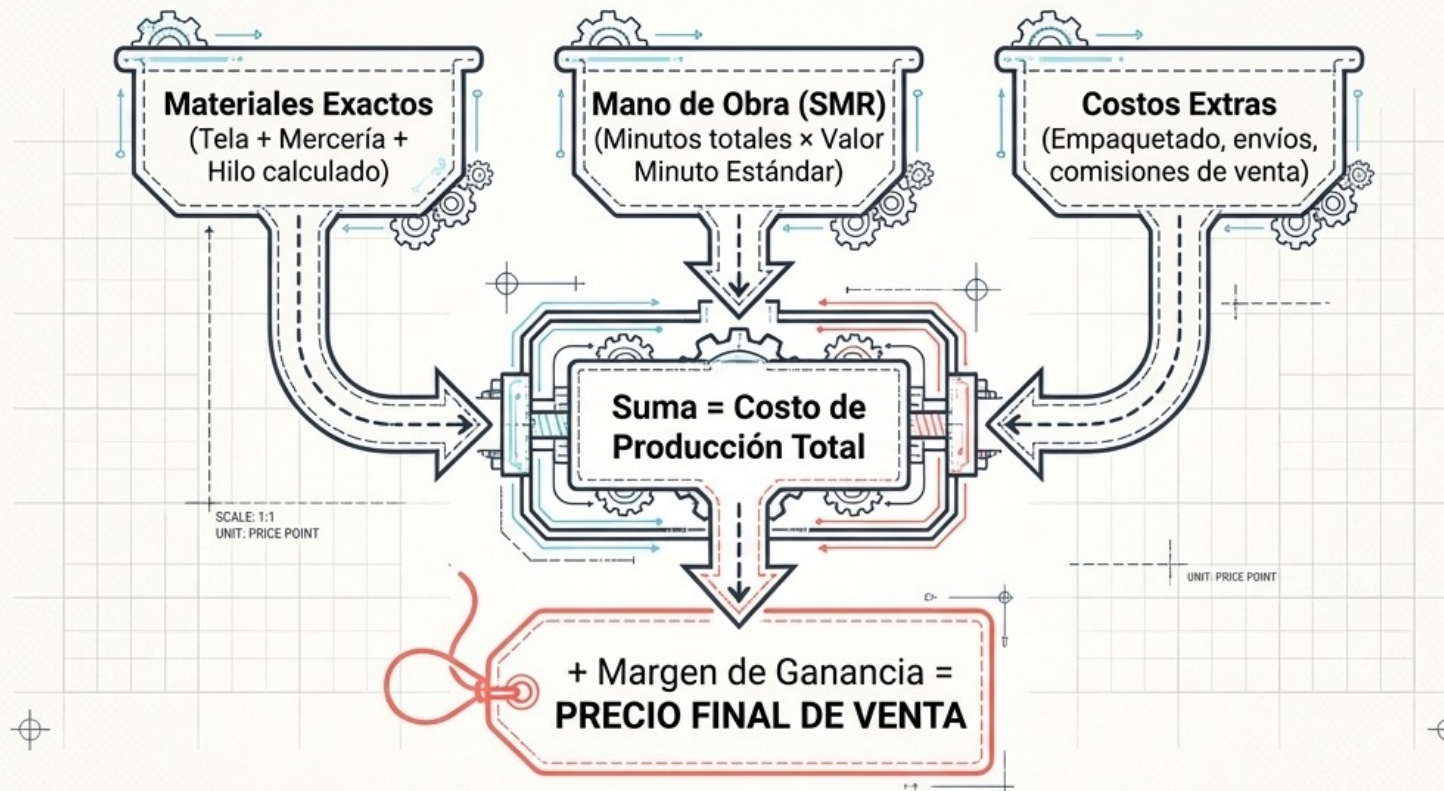 Materiales Exactos
(Tela + Mercería +
Hilo calculado)
Mano de Obra (SMR)
(Minutos totales × Valor
Minuto Estándar)
Costos Extras
(Empaquetado, envíos,
comisiones de venta)
Suma = Costo de
Producción Total
SCALE: 1:1
UNIT: PRICE POINT
UNIT: PRICE POINT
+ Margen de Ganancia =
PRECIO FINAL DE VENTA